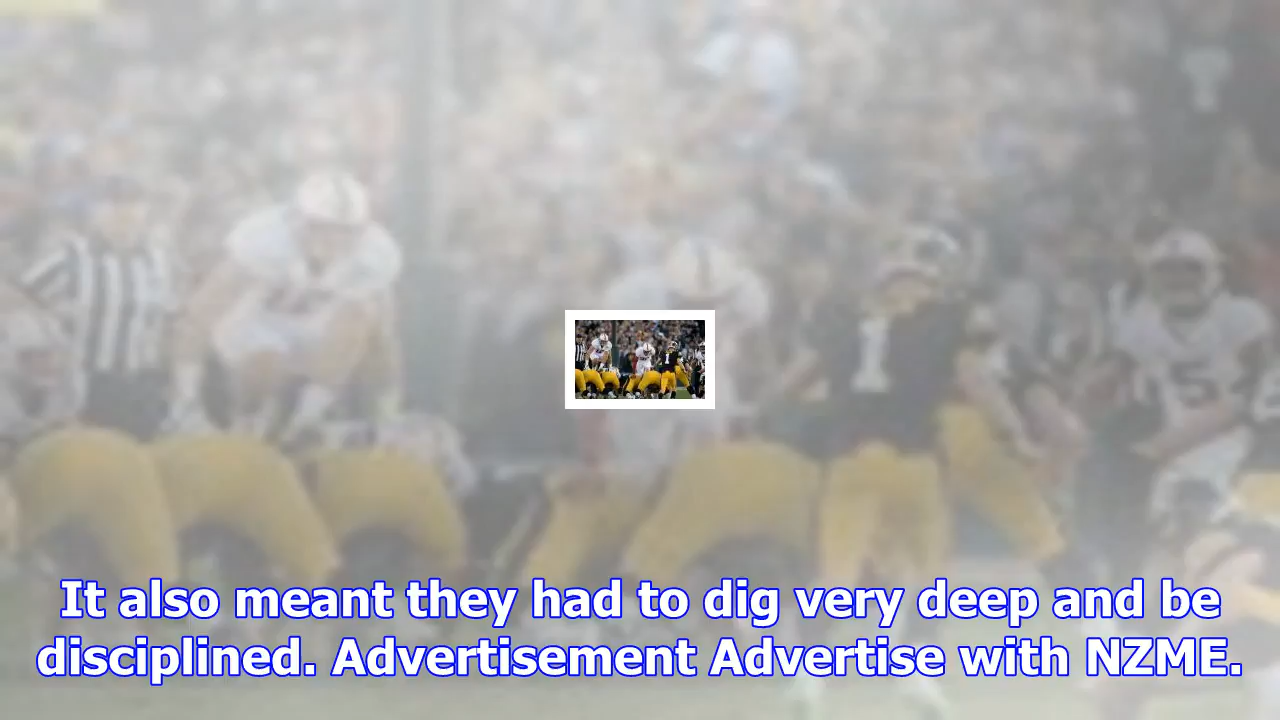 It also meant they had to dig very deep and be
disciplined. Advertisement Advertise with NZME.